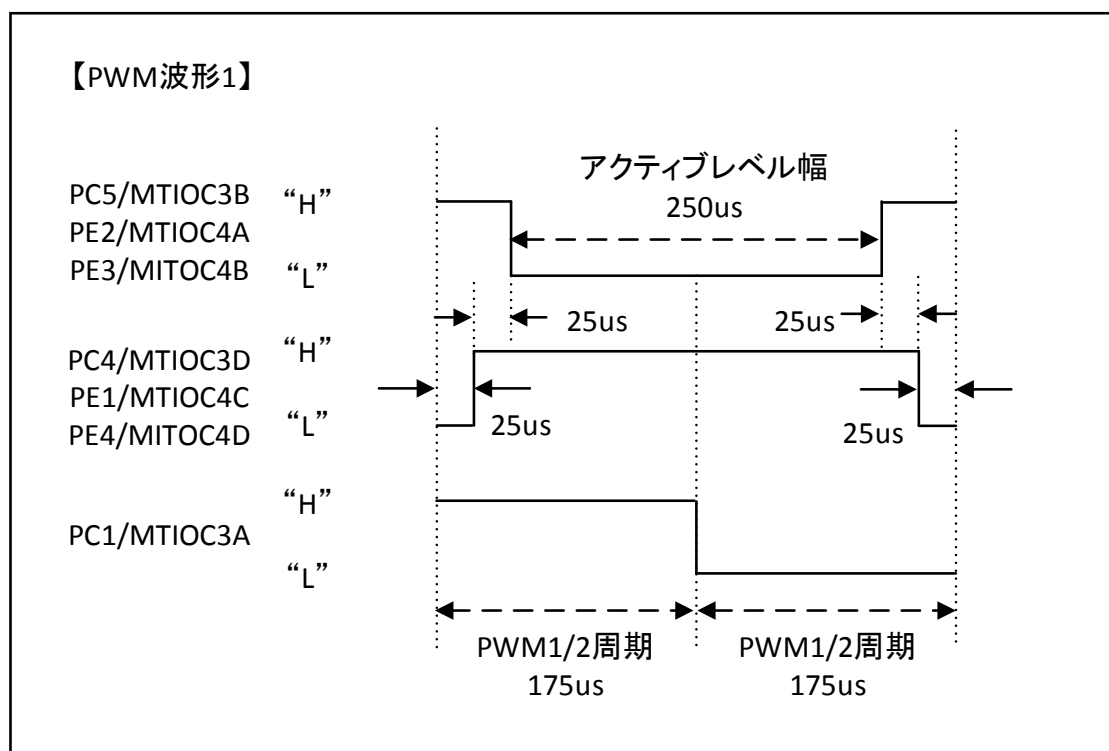 【PWM波形1】
アクティブレベル幅
250us
PC5/MTIOC3B
PE2/MTIOC4A
PE3/MITOC4B
“H”
“L”
25us
25us
PC4/MTIOC3D
PE1/MTIOC4C
PE4/MITOC4D
“H”
“L”
25us
25us
PC1/MTIOC3A
“H”
“L”
PWM1/2周期
175us
PWM1/2周期
175us